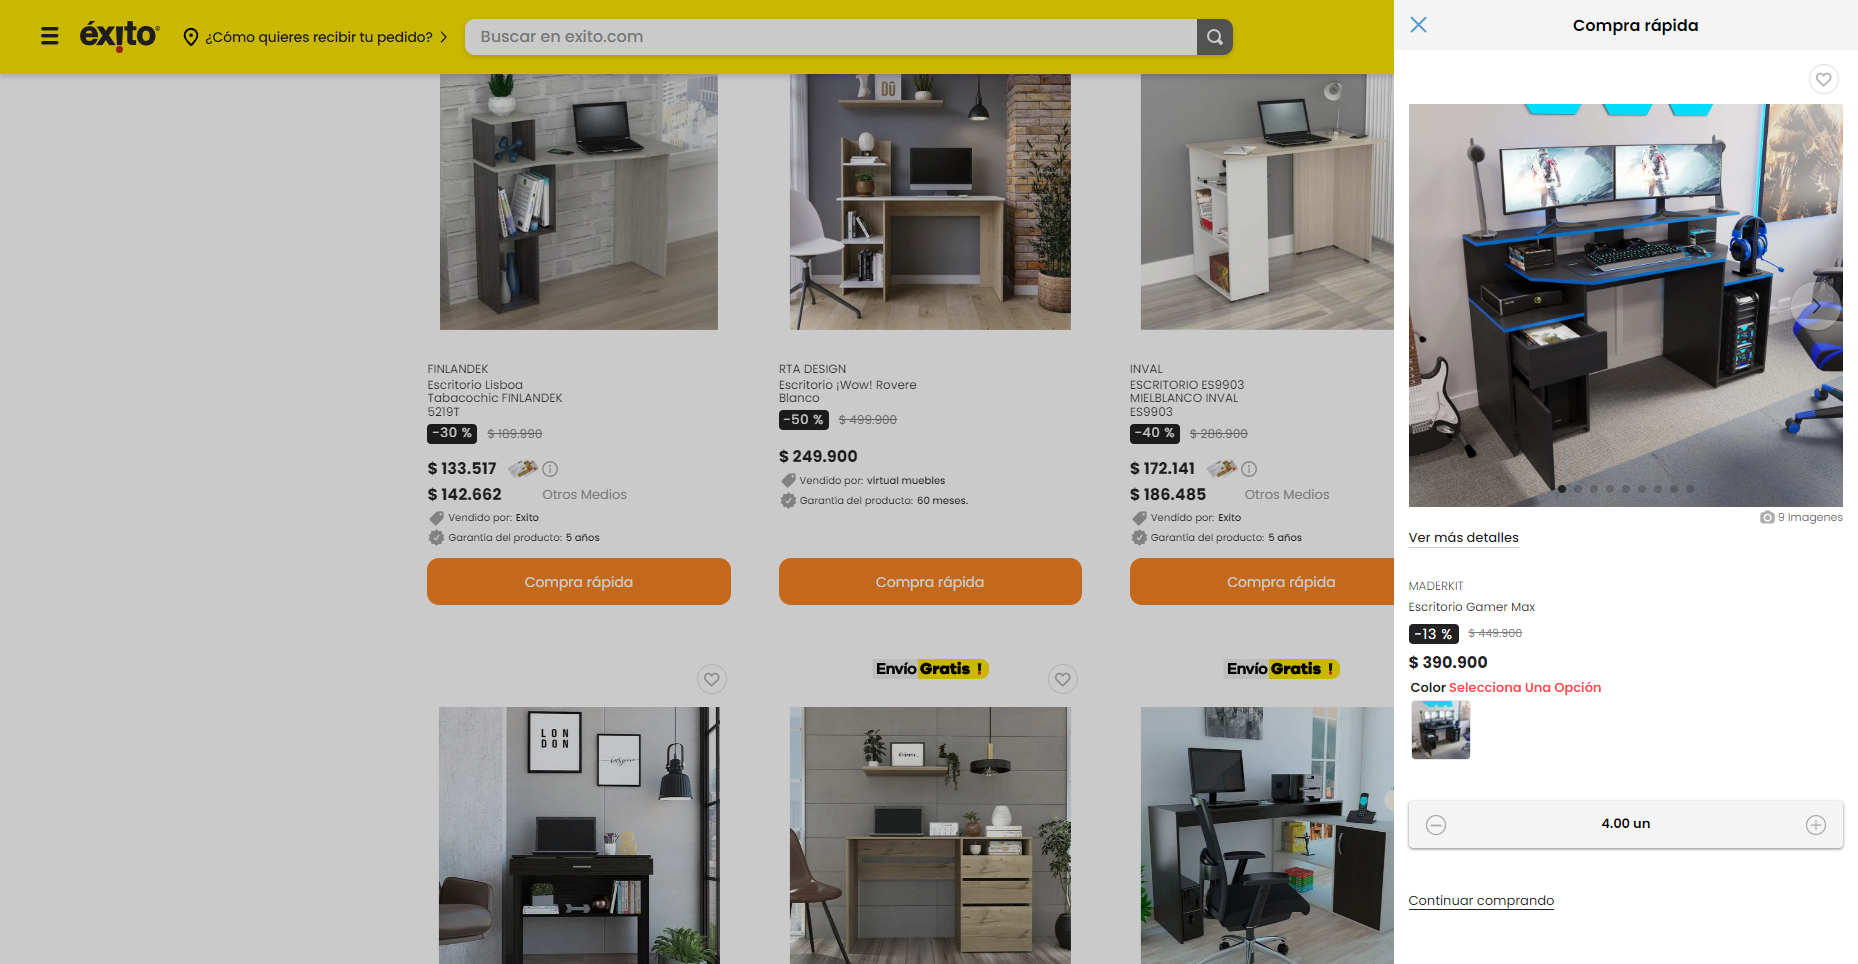 éxito
¿Cómo quieres recibir tu pedido?
Buscar en exito.com
Compra rápida
FINLANDEK
Escritorio Lisboa
Tabacochic FINLANDEK
5219T
-30 % $ 189.990
$ 133.517
$ 142.662 Otros Medios
Vendido por: Exito
Garantía del producto: 5 años
Compra rápida
RTA DESIGN
Escritorio ¡Wow! Rovere
Blanco
-50 % $ 499.900
$ 249.900
Vendido por: virtual muebles
Garantía del producto: 60 meses.
Compra rápida
INVAL
ESCRITORIO ES9903
MIELBLANCO INVAL
ES9903
-40 % $ 286.900
$ 172.141
$ 186.485 Otros Medios
Vendido por: Exito
Garantía del producto: 5 años
Compra rápida
Envío Gratis !
Envío Gratis !
LON
DON
9 Imagenes
Ver más detalles
MADERKIT
Escritorio Gamer Max
-13 % $ 449.900
$ 390.900
Color Selecciona Una Opción
4.00 un
Continuar comprando